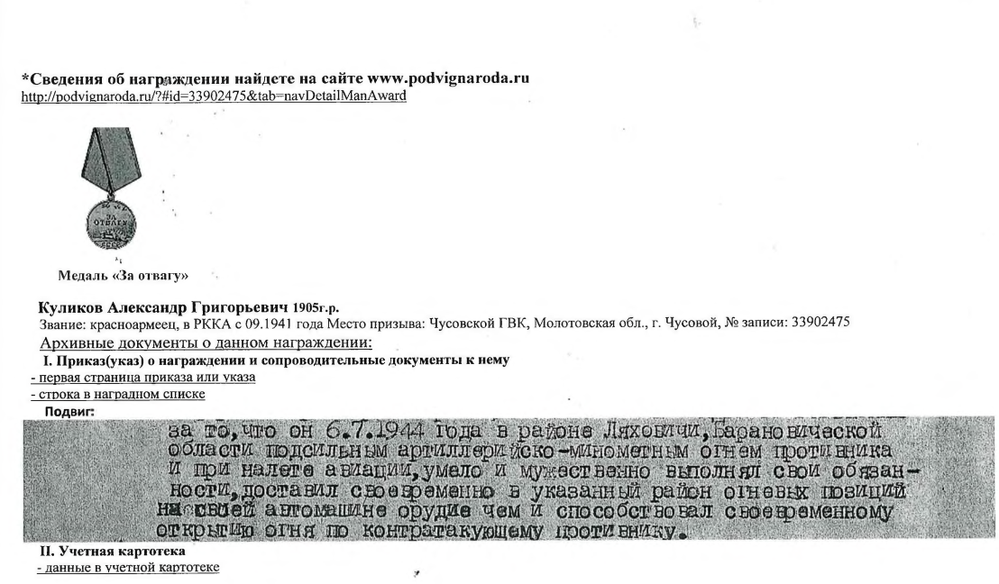 *Сведения об награждении найдете на сайте www.podvignaroda.ru
http://podvignaroda.ru/?#id=33902475&tab=navDetailManAward
ЗА
ОТВАГУ
СССР
Медаль «За отвагу»
Куликов Александр Григорьевич 1905г.р.
Звание: красноармеец, в РККА с 09.1941 года Место призыва: Чусовской ГВК, Молотовская обл., г. Чусовой, № записи: 33902475
Архивные документы о данном награждении:
I. Приказ(указ) о награждении и сопроводительные документы к нему
- первая страница приказа или указа
- строка в наградном списке
Подвиг:
за то,что он 6.7.1944 года в районе Ляховичи,Барановической
области подсильным артиллерийско-минометным огнем противника
и при налете авиации,умело и мужественно выполнял свои обязан-
ности,доставил своевременно в указанный район огневых позиций
на своей автомашине орудие чем и способствовал своевременному
открытию огня по контратакующему противнику.
II. Учетная картотека
- данные в учетной картотеке